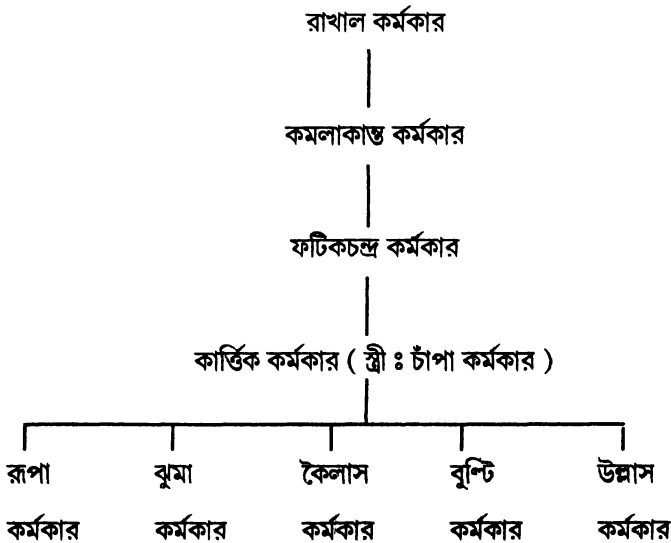 রাখাল কর্মকার
কমলাকান্ত কর্মকার
ফটিকচন্দ্র কর্মকার
কার্ত্তিক কর্মকার ( স্ত্রী ঃ চাঁপা কর্মকার )
রূপা ঝুমা কৈলাস বুল্টি উল্লাস
কর্মকার কর্মকার কর্মকার কর্মকার কর্মকার